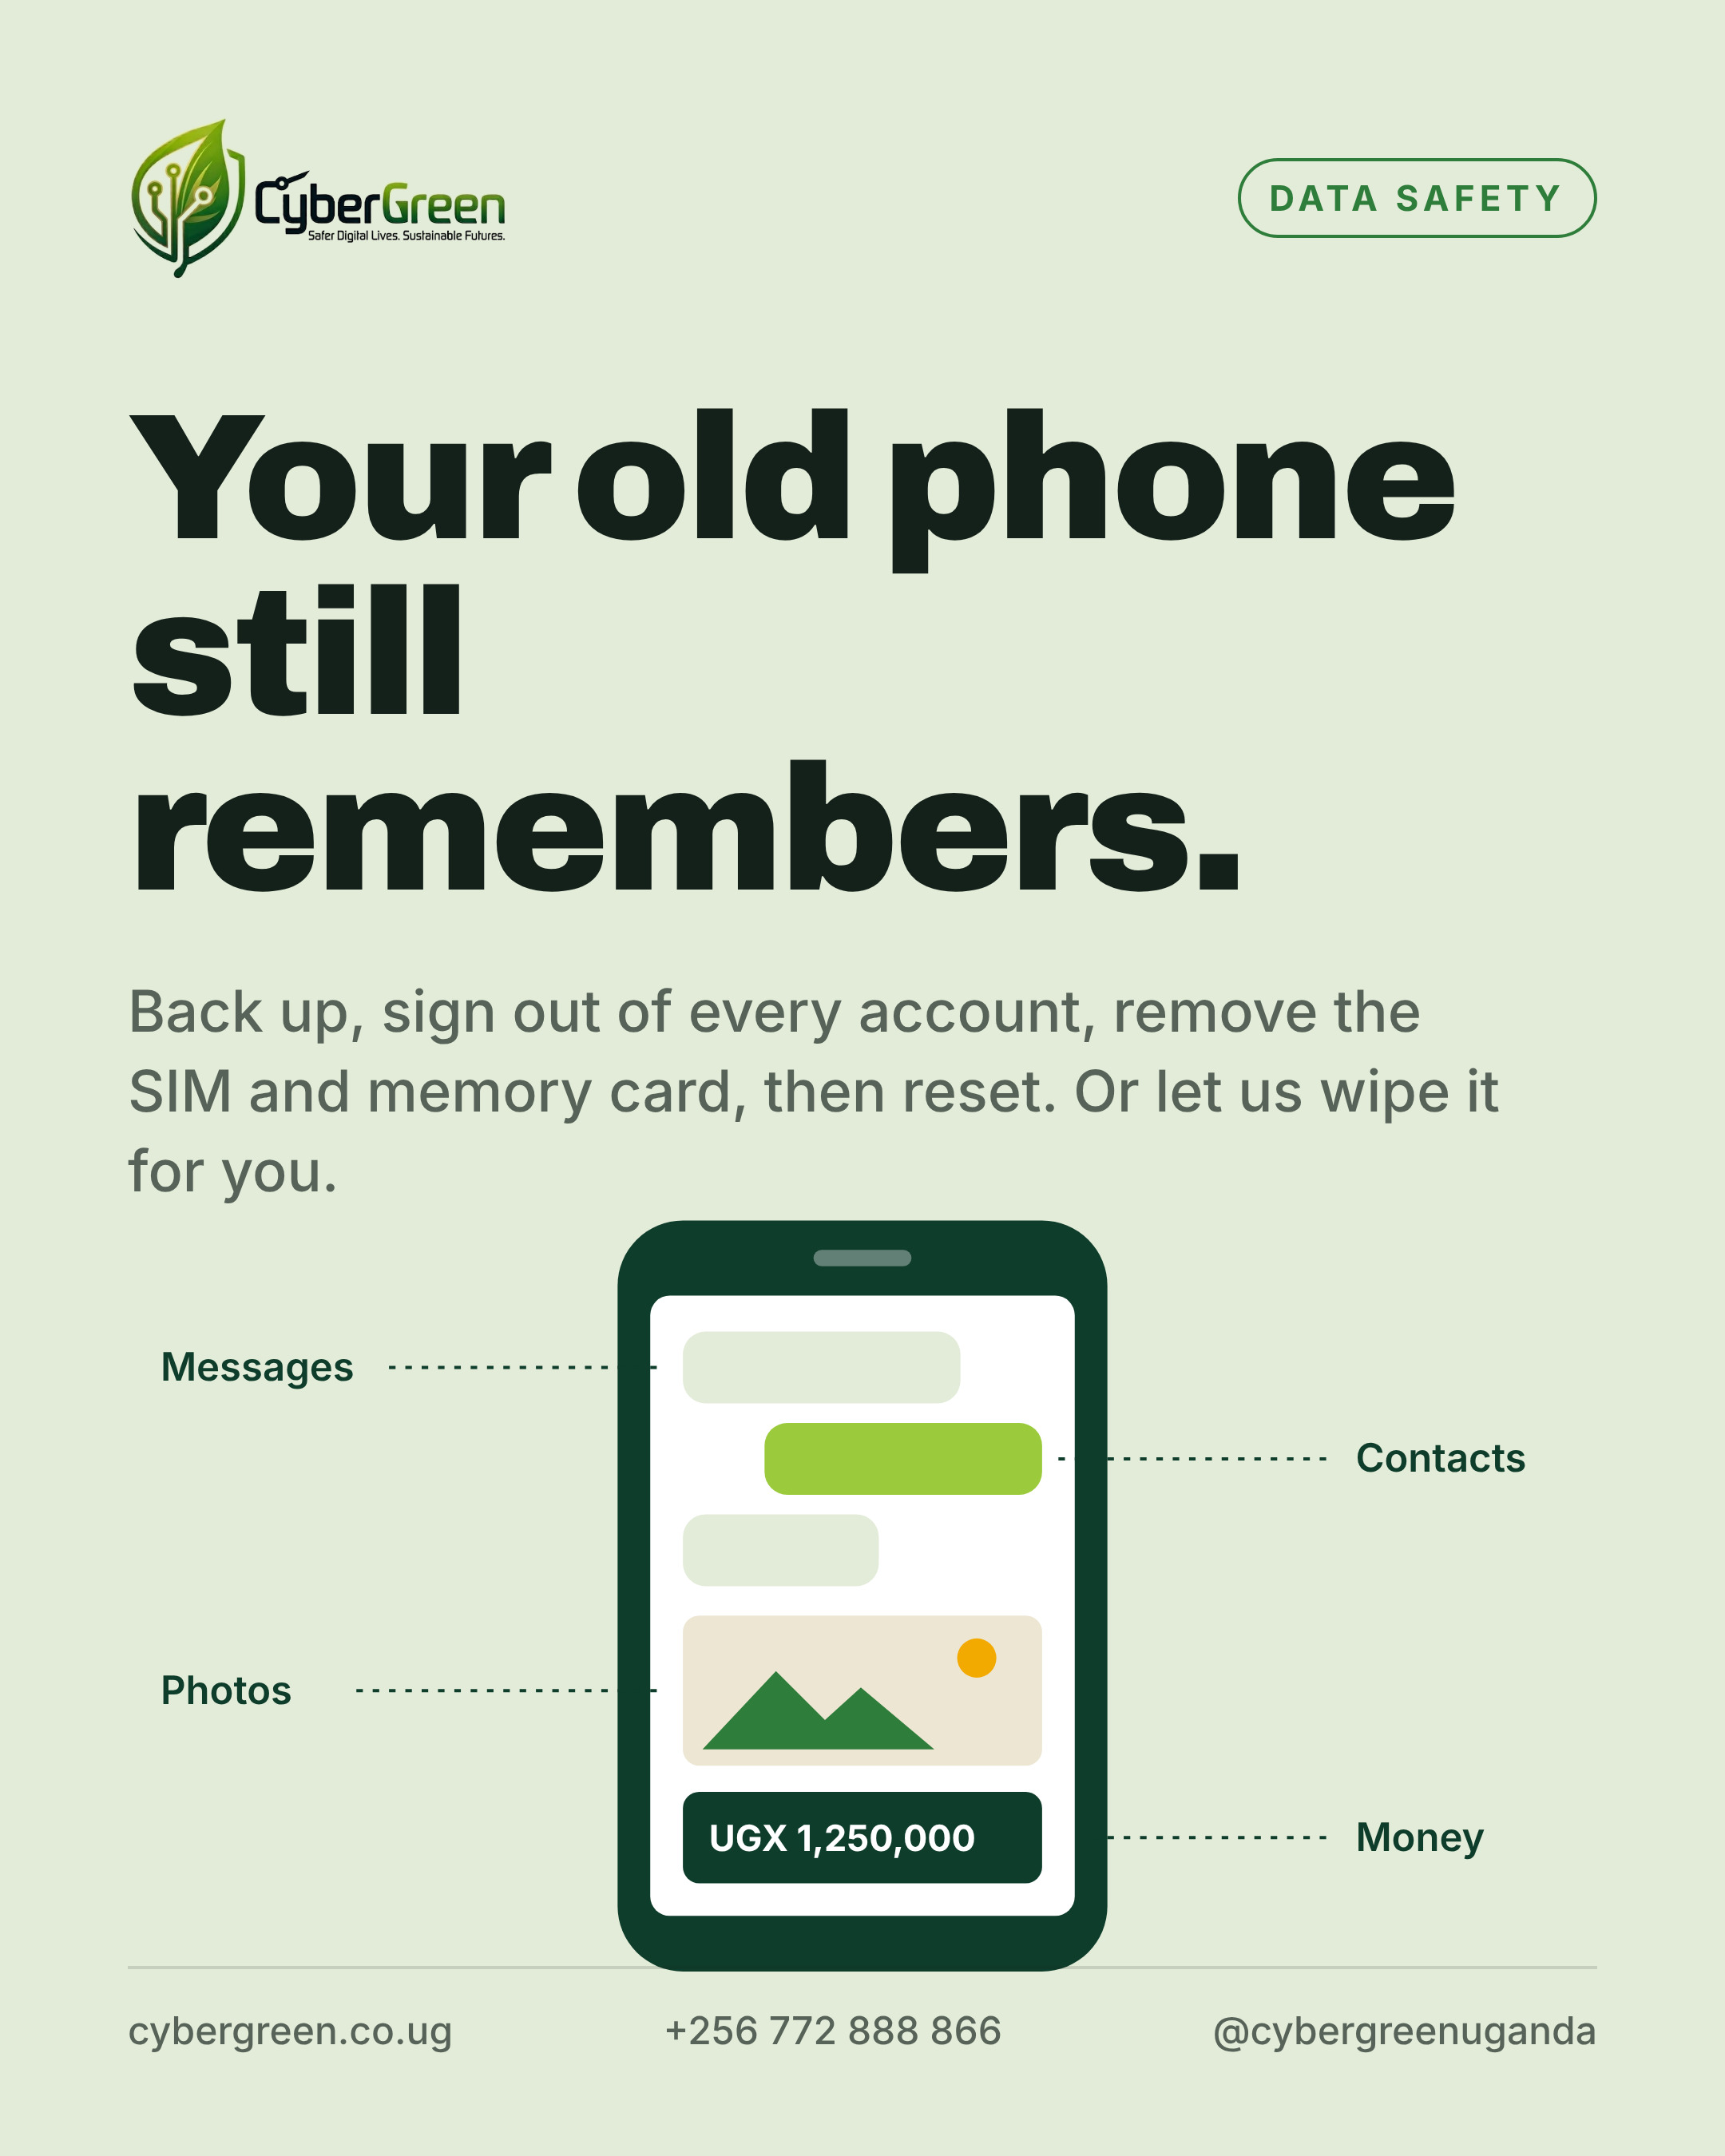 CyberGreen
Safer Digital Lives. Sustainable Futures.
DATA SAFETY
Your old phone
still
remembers.
Back up, sign out of every account, remove the
SIM and memory card, then reset. Or let us wipe it
for you.
Messages
Contacts
Photos
UGX 1,250,000
Money
cybergreen.co.ug
+256 772 888 866
@cybergreenuganda